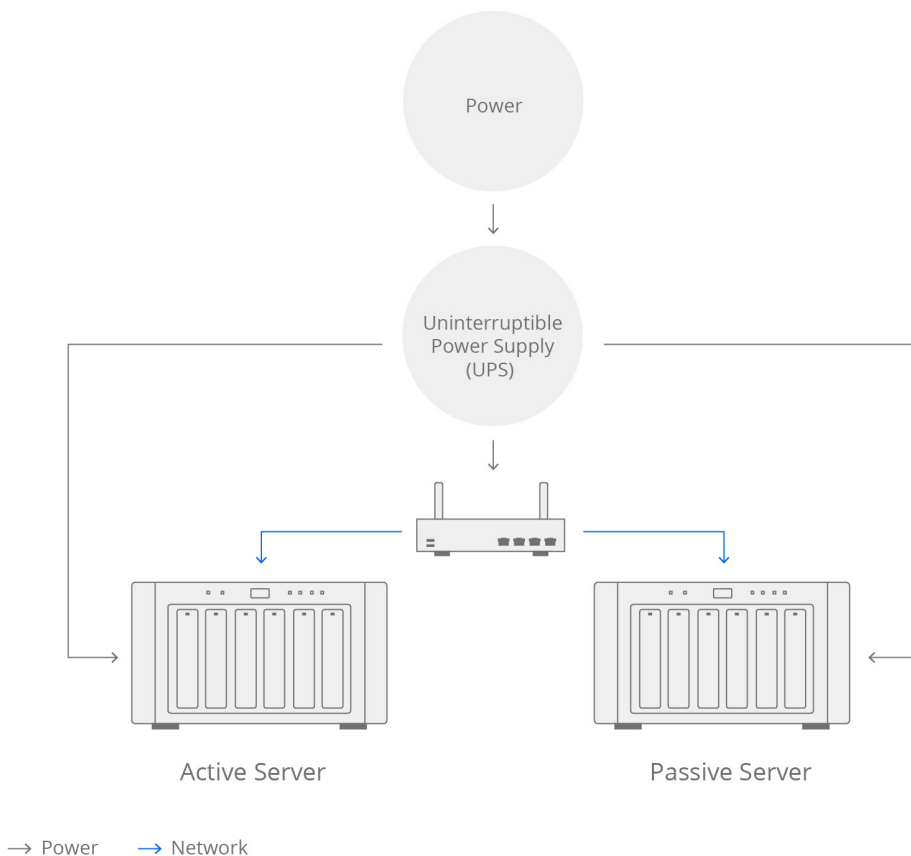 Power
Uninterruptible
Power Supply
(UPS)
Active Server
Passive Server
Power
Network